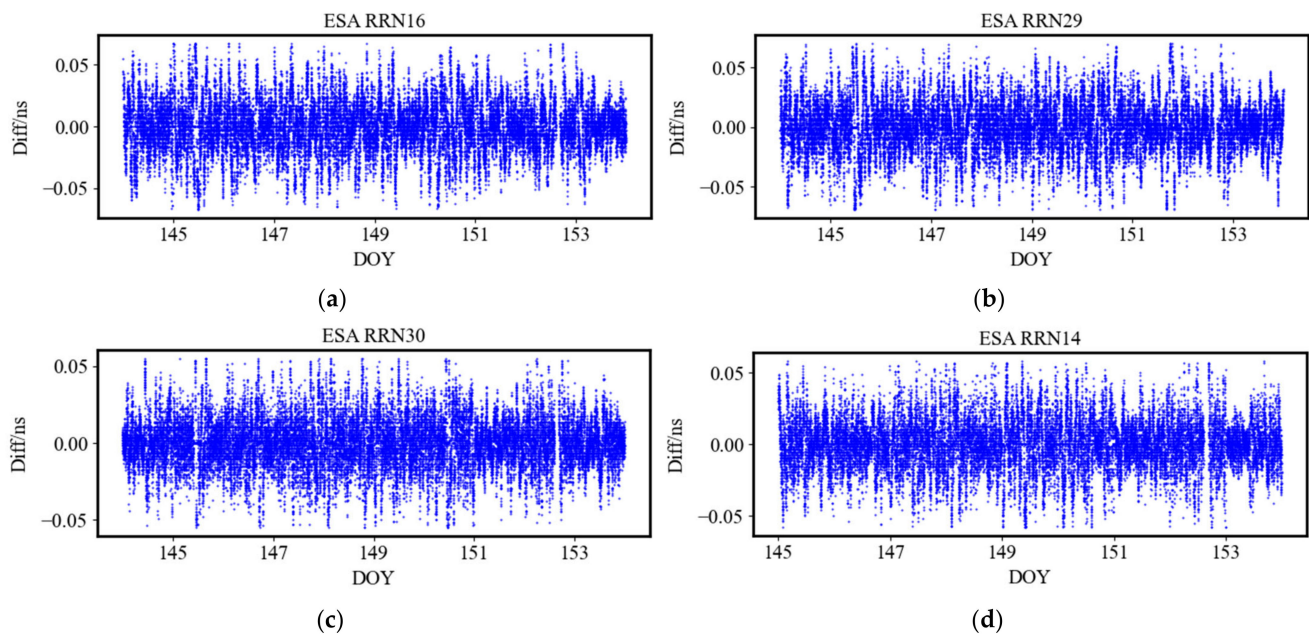 ESA RRN16
0.05
0.00
−0.05
Diff/ns
145 147 149 151 153
DOY
(a)
ESA RRN29
0.05
0.00
−0.05
Diff/ns
145 147 149 151 153
DOY
(b)
ESA RRN30
0.05
0.00
−0.05
Diff/ns
145 147 149 151 153
DOY
(c)
ESA RRN14
0.05
0.00
−0.05
Diff/ns
145 147 149 151 153
DOY
(d)